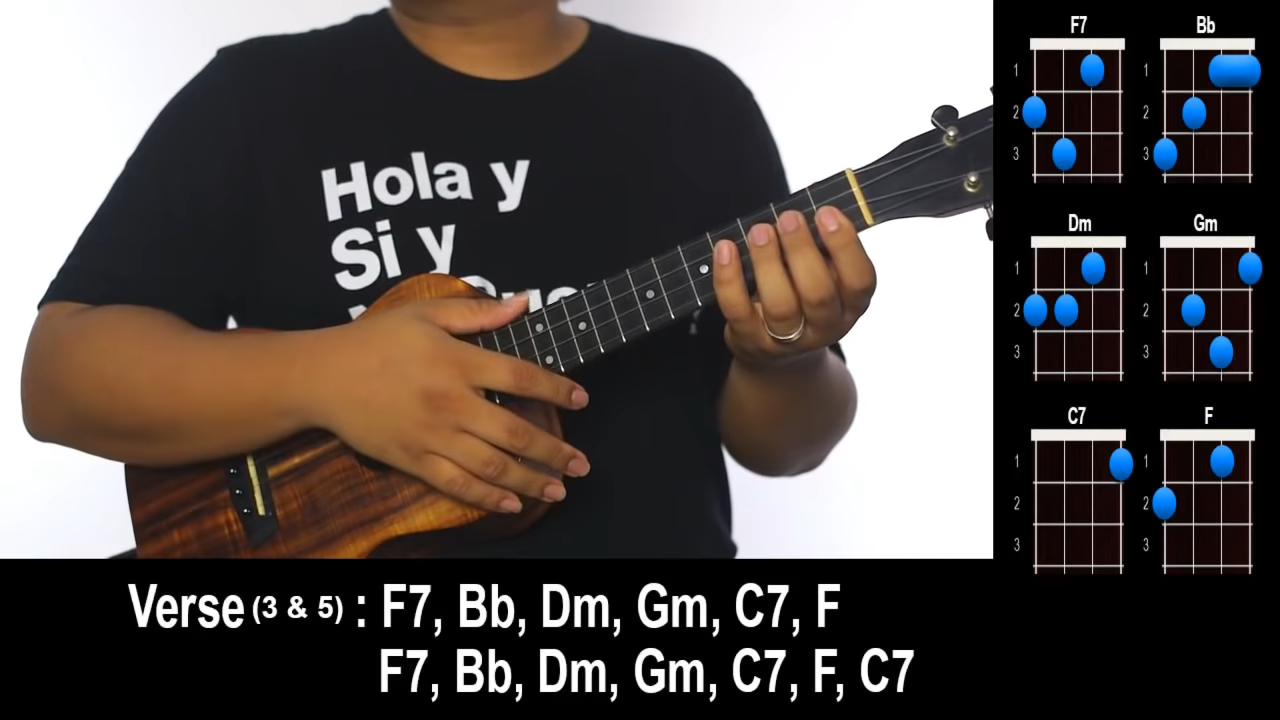 Hola y
Si y
F7 Bb
1 1
2 2
3 3
Dm Gm
1 1
2 2
3 3
C7 F
1 1
2 2
3 3
Verse (3 & 5) : F7, Bb, Dm, Gm, C7, F
F7, Bb, Dm, Gm, C7, F, C7